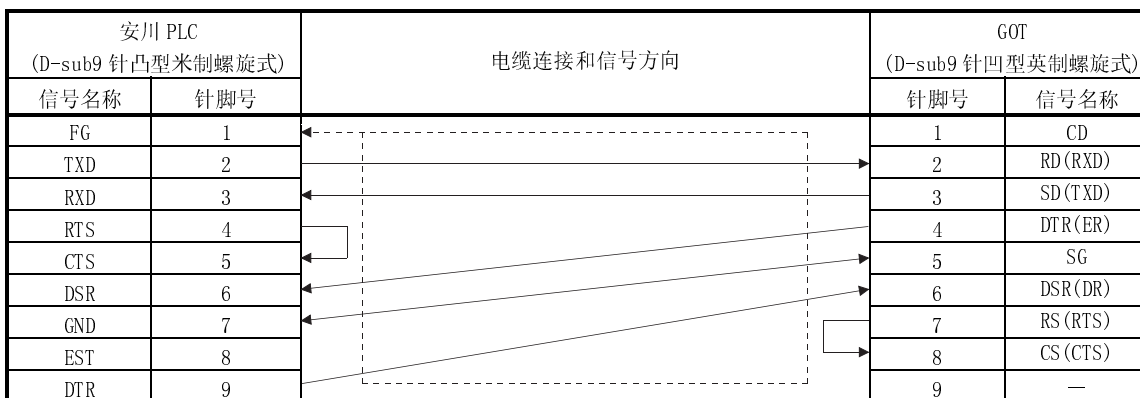 安川 PLC
(D-sub9 针凸型米制螺旋式)
电缆连接和信号方向
GOT
(D-sub9 针凹型英制螺旋式)
信号名称 针脚号 针脚号 信号名称
FG 1 1 CD
TXD 2 2 RD(RXD)
RXD 3 3 SD(TXD)
RTS 4 4 DTR(ER)
CTS 5 5 SG
DSR 6 6 DSR(DR)
GND 7 7 RS(RTS)
EST 8 8 CS(CTS)
DTR 9 9 —